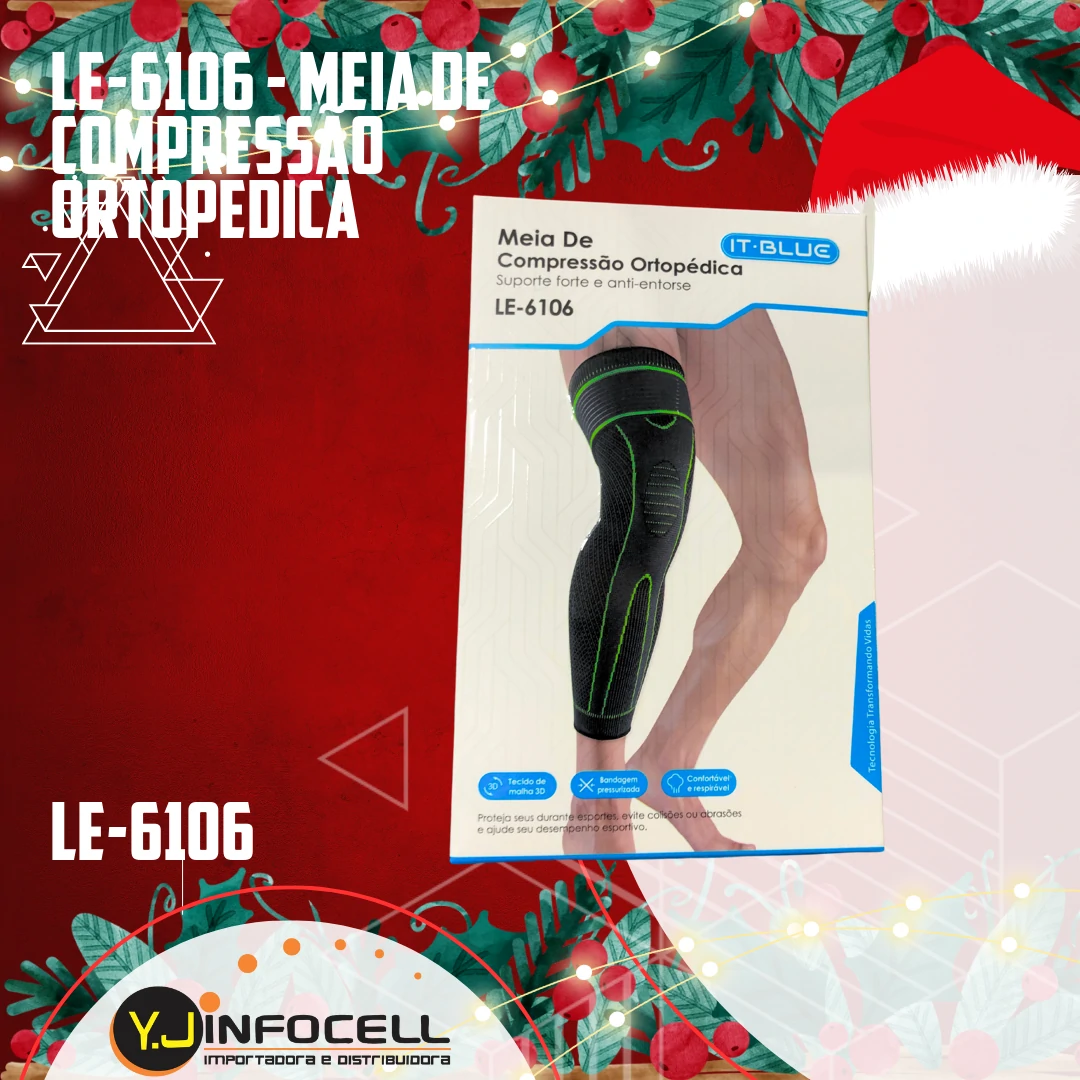 LE-6106 - MEIA DE
COMPRESSÃO
ORTOPEDICA
Meia De
Compressão Ortopédica
Suporte forte e anti-entorse
LE-6106
IT·BLUE
Tecnologia Transformando Vidas
3D
Tecido de
malha 3D
Bandagem
pressurizada
Confortável
e respirável
Proteja seus durante esportes, evite colisões ou abrasões
e ajude seu desempenho esportivo.
LE-6106
Y.J INFOCELL
IMPORTADORA E DISTRIBUIDORA